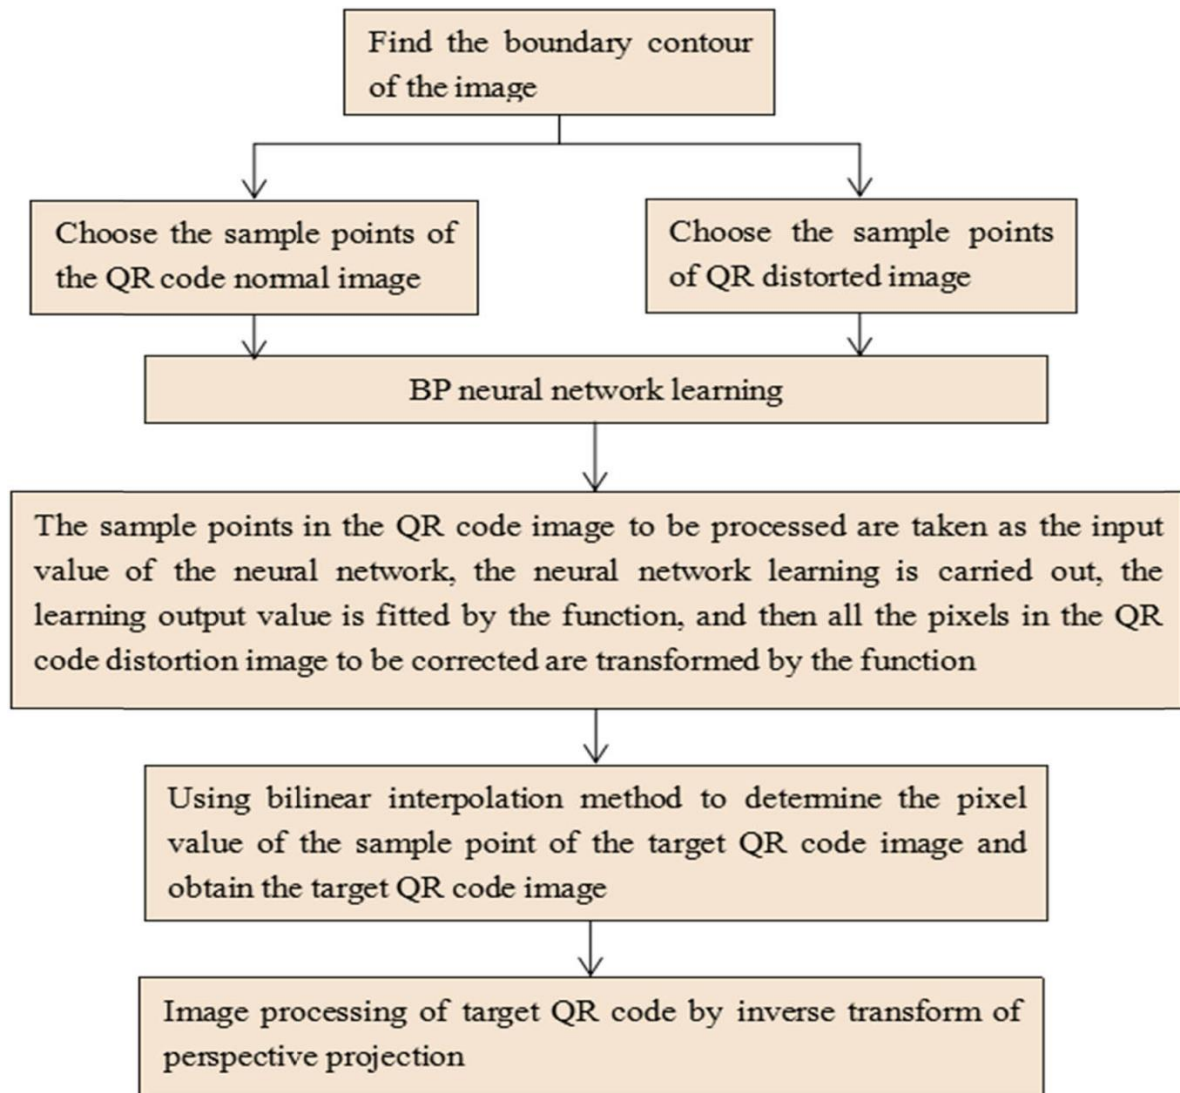 Find the boundary contour
of the image
Choose the sample points of
the QR code normal image
Choose the sample points
of QR distorted image
BP neural network learning
The sample points in the QR code image to be processed are taken as the input
value of the neural network, the neural network learning is carried out, the
learning output value is fitted by the function, and then all the pixels in the QR
code distortion image to be corrected are transformed by the function
Using bilinear interpolation method to determine the pixel
value of the sample point of the target QR code image and
obtain the target QR code image
Image processing of target QR code by inverse transform of
perspective projection